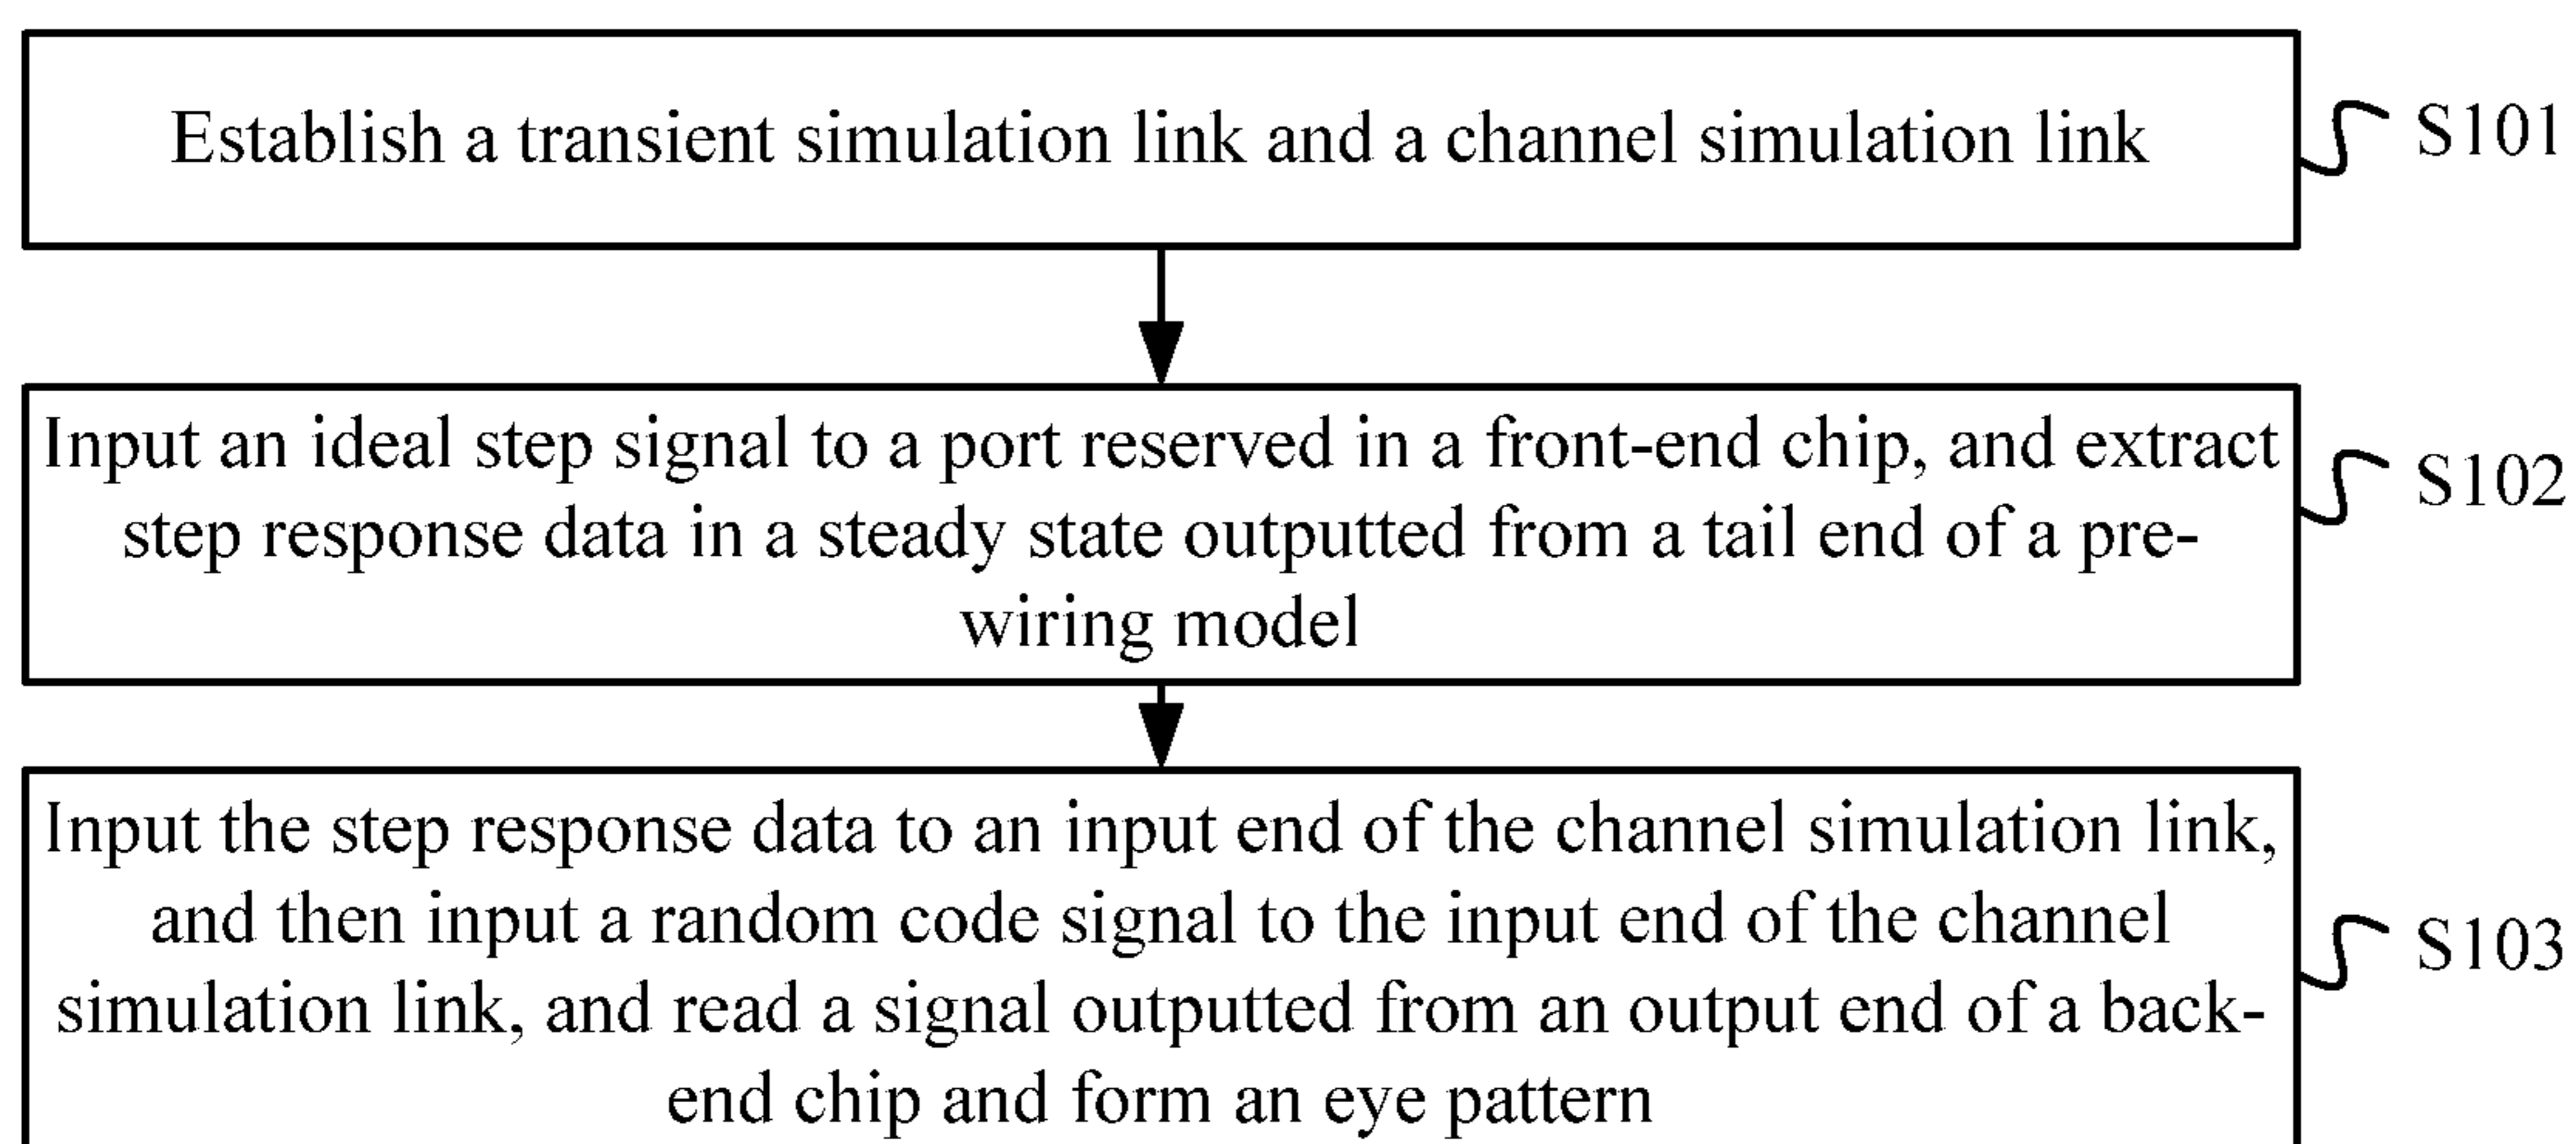 Establish a transient simulation link and a channel simulation link
S101
Input an ideal step signal to a port reserved in a front-end chip, and extract
step response data in a steady state outputted from a tail end of a pre-
wiring model
S102
Input the step response data to an input end of the channel simulation link,
and then input a random code signal to the input end of the channel
simulation link, and read a signal outputted from an output end of a back-
end chip and form an eye pattern
S103